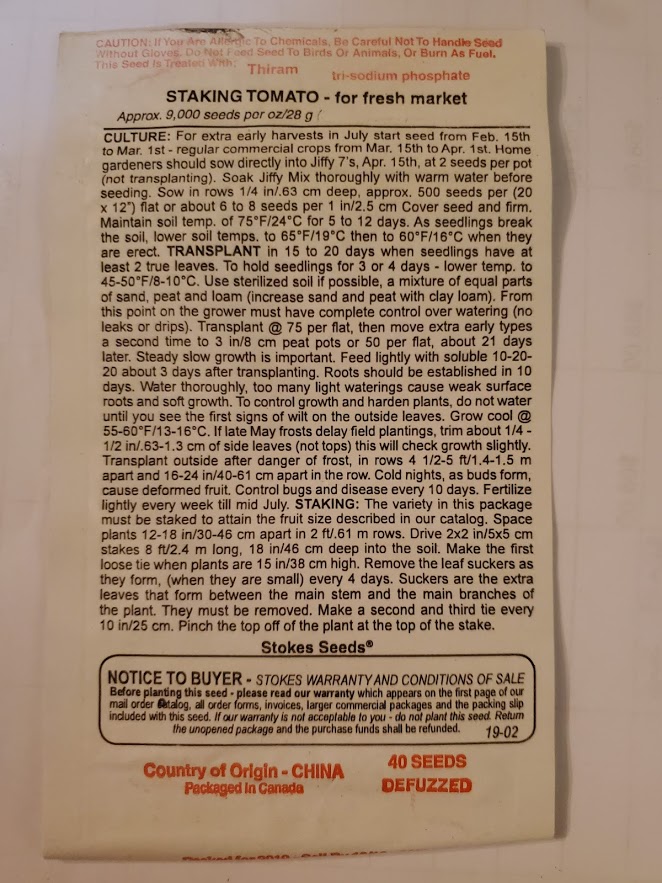 CAUTION: If You Are Allergic To Chemicals, Be Careful Not To Handle Seed
Without Gloves. Do Not Feed Seed To Birds Or Animals, Or Burn As Fuel.
This Seed Is Treated With: Thiram
tri-sodium phosphate
STAKING TOMATO - for fresh market
Approx. 9,000 seeds per oz/28 g
CULTURE: For extra early harvests in July start seed from Feb. 15th
to Mar. 1st - regular commercial crops from Mar. 15th to Apr. 1st. Home
gardeners should sow directly into Jiffy 7's, Apr. 15th, at 2 seeds per pot
(not transplanting). Soak Jiffy Mix thoroughly with warm water before
seeding. Sow in rows 1/4 in/.63 cm deep, approx. 500 seeds per (20
x 12") flat or about 6 to 8 seeds per 1 in/2.5 cm Cover seed and firm.
Maintain soil temp. of 75°F/24°C for 5 to 12 days. As seedlings break
the soil, lower soil temps. to 65°F/19°C then to 60°F/16°C when they
are erect. TRANSPLANT in 15 to 20 days when seedlings have at
least 2 true leaves. To hold seedlings for 3 or 4 days - lower temp. to
45-50°F/8-10°C. Use sterilized soil if possible, a mixture of equal parts
of sand, peat and loam (increase sand and peat with clay loam). From
this point on the grower must have complete control over watering (no
leaks or drips). Transplant @ 75 per flat, then move extra early types
a second time to 3 in/8 cm peat pots or 50 per flat, about 21 days
later. Steady slow growth is important. Feed lightly with soluble 10-20-
20 about 3 days after transplanting. Roots should be established in 10
days. Water thoroughly, too many light waterings cause weak surface
roots and soft growth. To control growth and harden plants, do not water
until you see the first signs of wilt on the outside leaves. Grow cool @
55-60°F/13-16°C. If late May frosts delay field plantings, trim about 1/4 -
1/2 in/.63-1.3 cm of side leaves (not tops) this will check growth slightly.
Transplant outside after danger of frost, in rows 4 1/2-5 ft/1.4-1.5 m
apart and 16-24 in/40-61 cm apart in the row. Cold nights, as buds form,
cause deformed fruit. Control bugs and disease every 10 days. Fertilize
lightly every week till mid July. STAKING: The variety in this package
must be staked to attain the fruit size described in our catalog. Space
plants 12-18 in/30-46 cm apart in 2 ft/.61 m rows. Drive 2x2 in/5x5 cm
stakes 8 ft/2.4 m long, 18 in/46 cm deep into the soil. Make the first
loose tie when plants are 15 in/38 cm high. Remove the leaf suckers as
they form, (when they are small) every 4 days. Suckers are the extra
leaves that form between the main stem and the main branches of
the plant. They must be removed. Make a second and third tie every
10 in/25 cm. Pinch the top off of the plant at the top of the stake.
Stokes Seeds®
NOTICE TO BUYER - STOKES WARRANTY AND CONDITIONS OF SALE
Before planting this seed - please read our warranty which appears on the first page of our
mail order catalog, all order forms, invoices, larger commercial packages and the packing slip
included with this seed. If our warranty is not acceptable to you - do not plant this seed. Return
the unopened package and the purchase funds shall be refunded. 19-02
Country of Origin - CHINA
Packaged in Canada
40 SEEDS
DEFUZZED